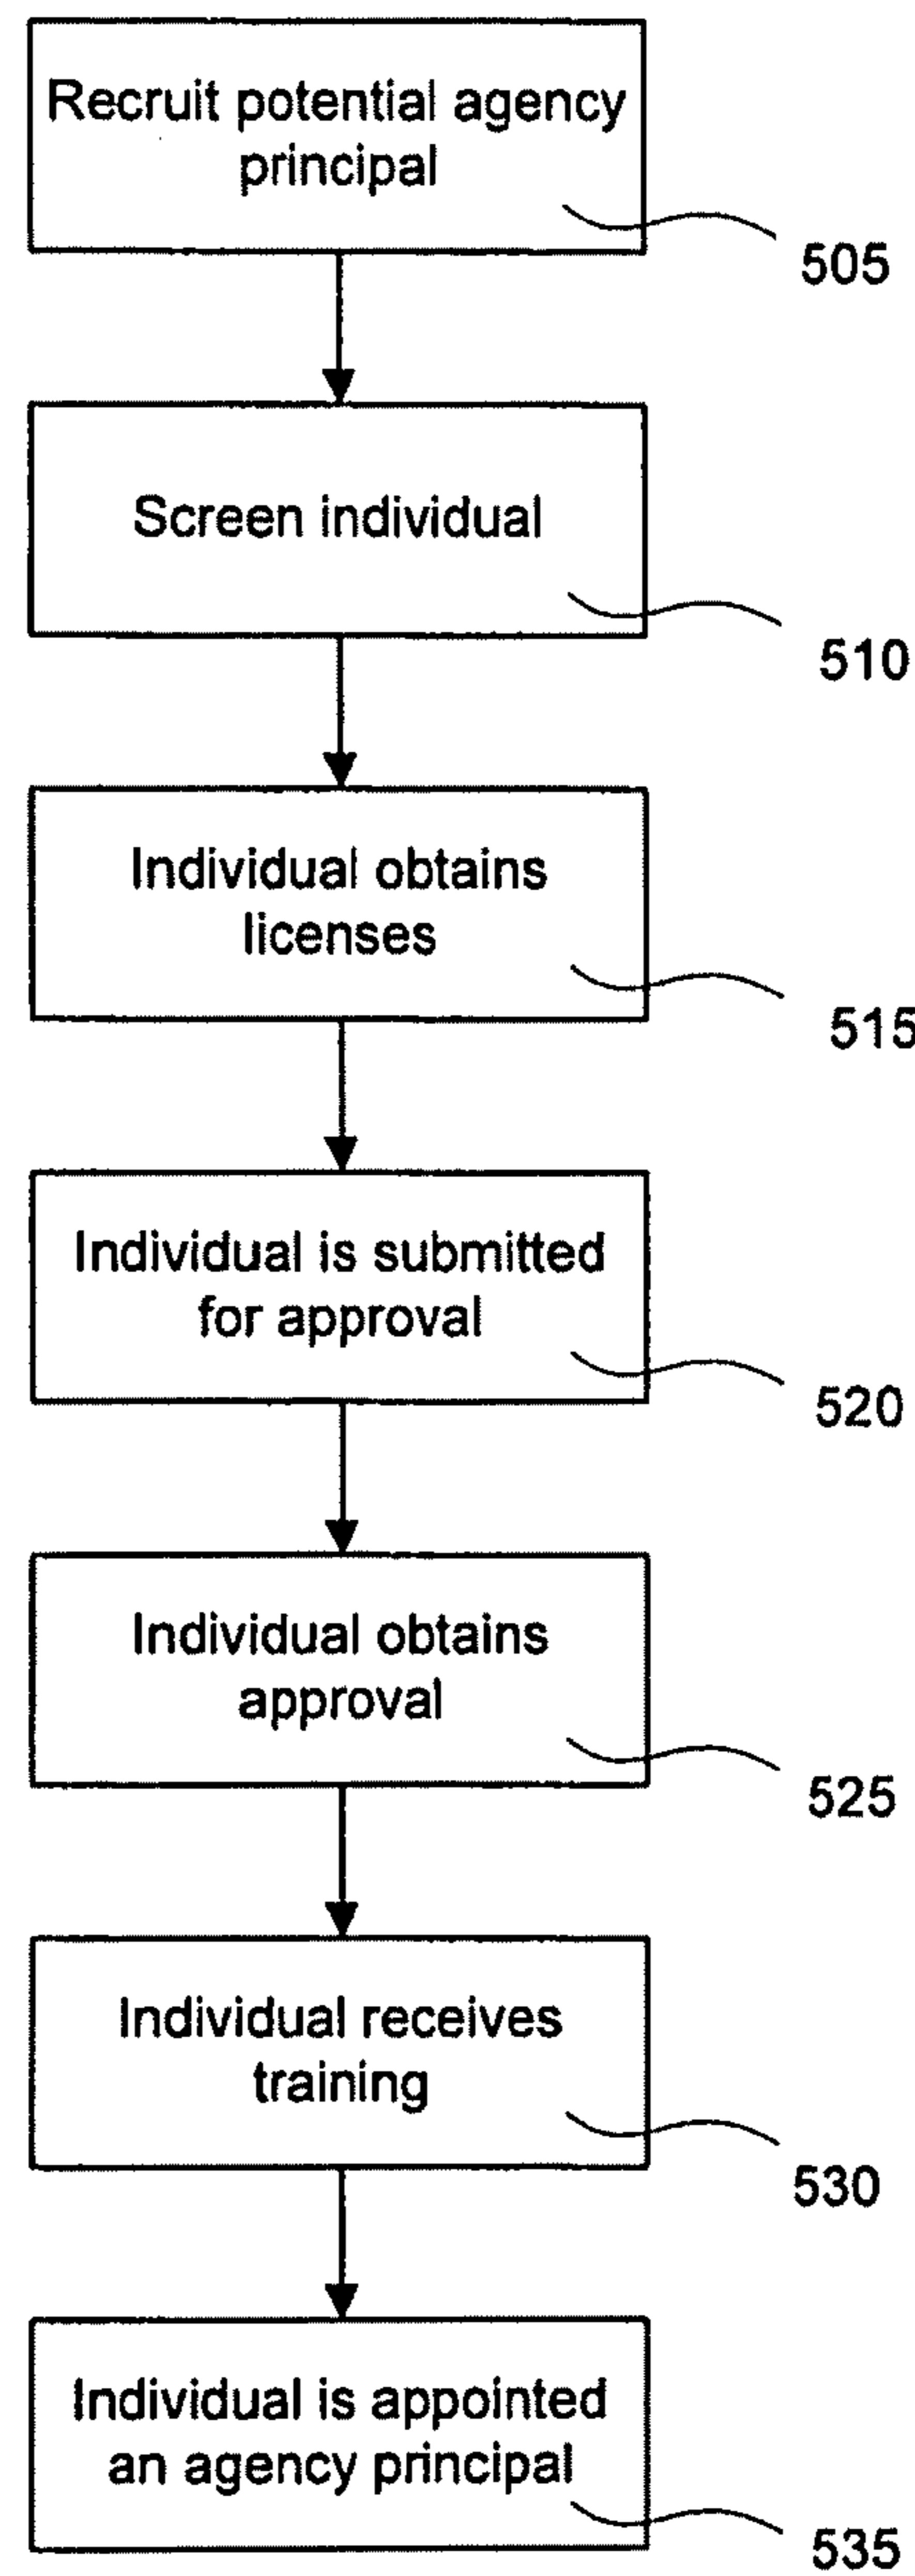 Recruit potential agency
principal
505
Screen individual
510
Individual obtains
licenses
515
Individual is submitted
for approval
520
Individual obtains
approval
525
Individual receives
training
530
Individual is appointed
an agency principal
535